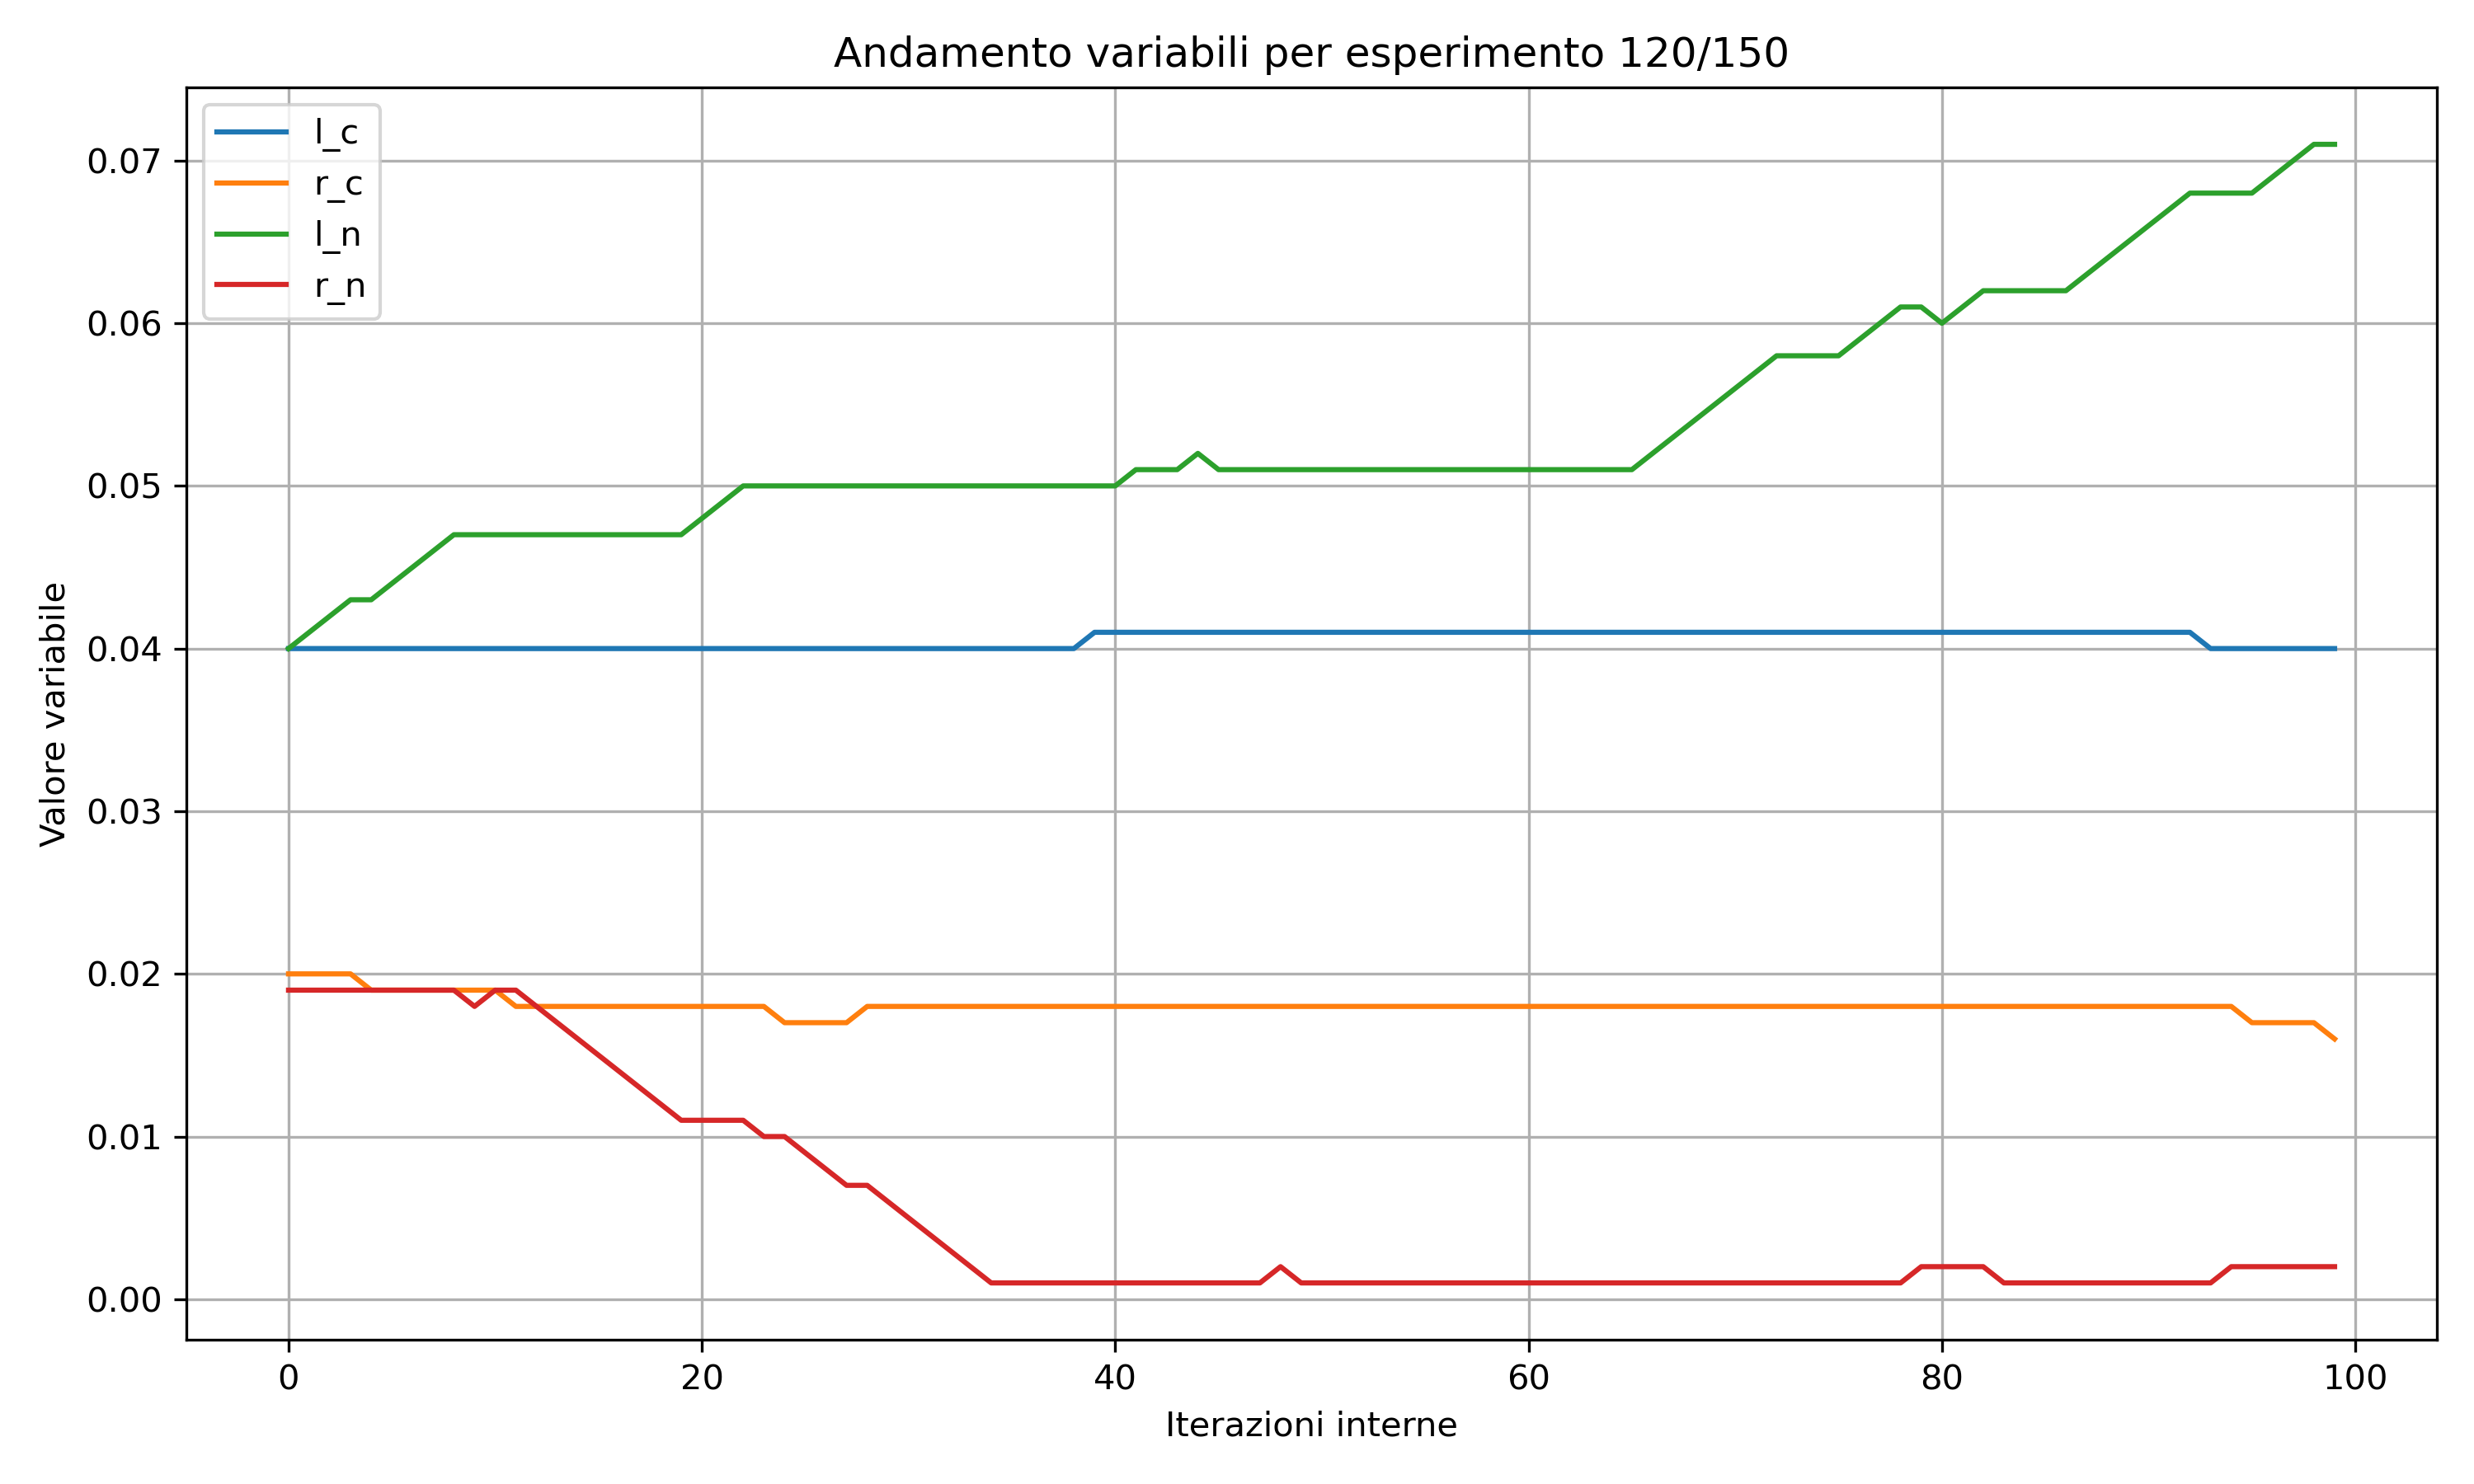 Andamento variabili per esperimento 120/150
l_c
r_c
l_n
r_n
0.07
0.06
0.05
0.04
0.03
0.02
0.01
0.00
Valore variabile
0 20 40 60 80 100
Iterazioni interne